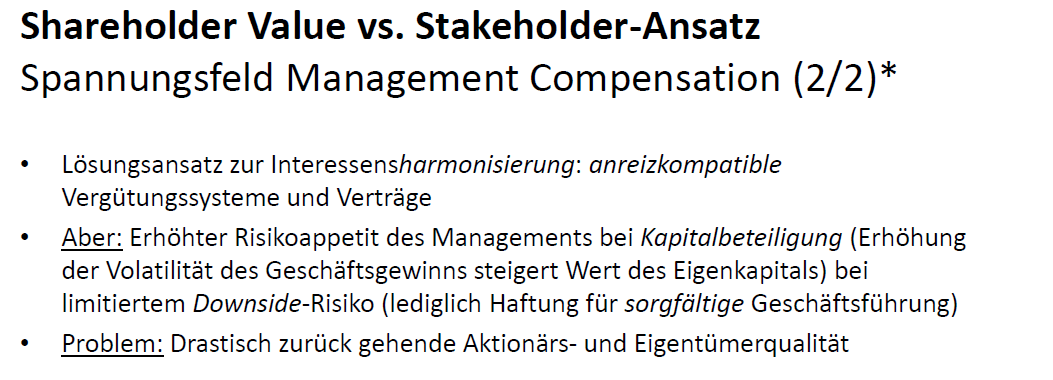 Shareholder Value vs. Stakeholder-Ansatz
Spannungsfeld Management Compensation (2/2)*
• Lösungsansatz zur Interessensharmonisierung: anreizkompatible
Vergütungssysteme und Verträge
• Aber: Erhöhter Risikoappetit des Managements bei Kapitalbeteiligung (Erhöhung
der Volatilität des Geschäftsgewinns steigert Wert des Eigenkapitals) bei
limitiertem Downside-Risiko (lediglich Haftung für sorgfältige Geschäftsführung)
• Problem: Drastisch zurück gehende Aktionärs- und Eigentümerqualität